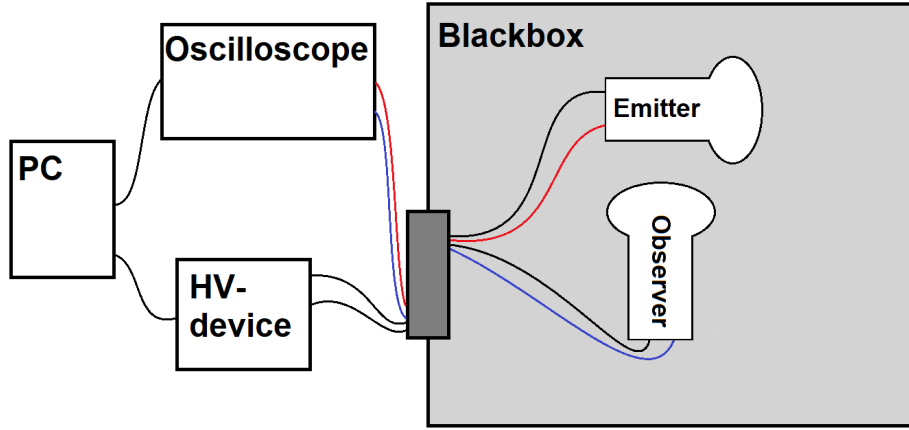 Blackbox
Oscilloscope
Emitter
PC
Observer
HV-
device